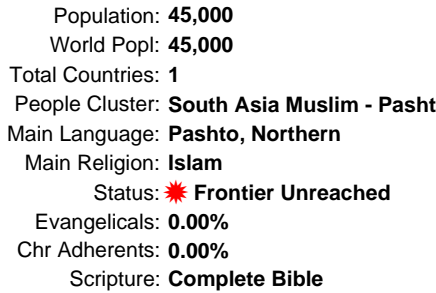 Population: 45,000
World Popl: 45,000
Total Countries: 1
People Cluster: South Asia Muslim - Pasht
Main Language: Pashto, Northern
Main Religion: Islam
Status: Frontier Unreached
Evangelicals: 0.00%
Chr Adherents: 0.00%
Scripture: Complete Bible